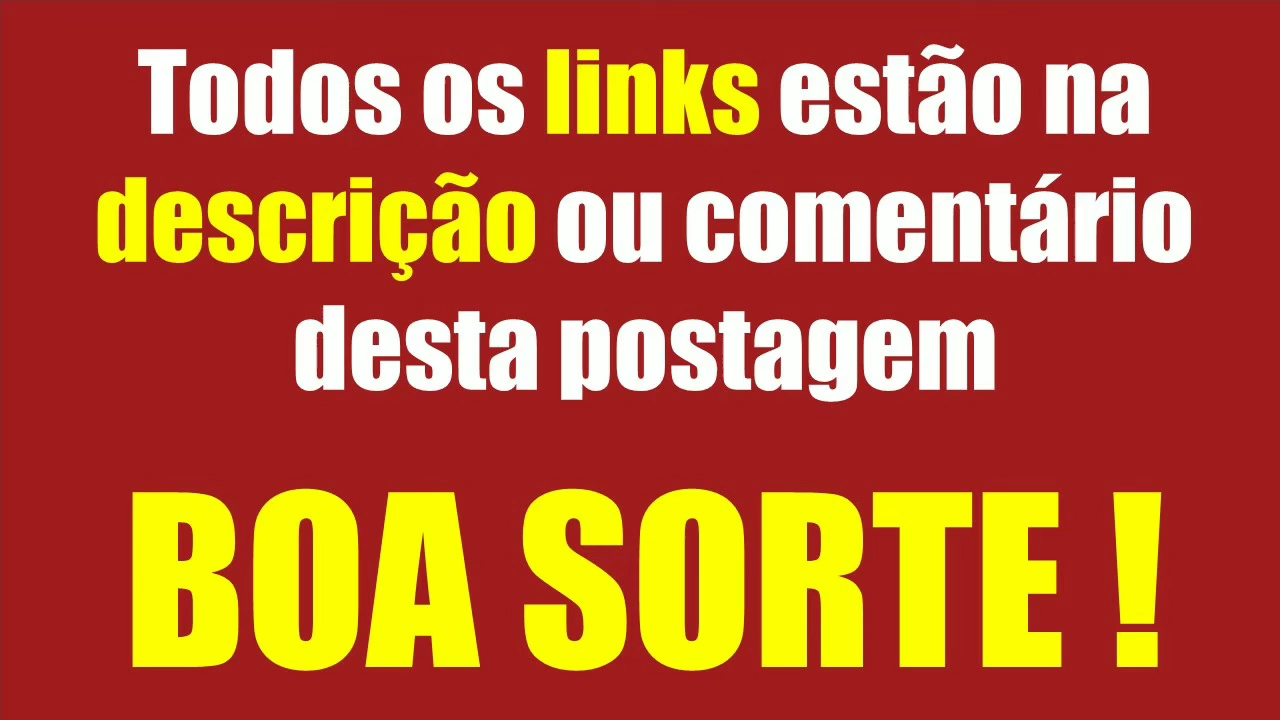 Todos os links estão na
descrição ou comentário
desta postagem
BOA SORTE !